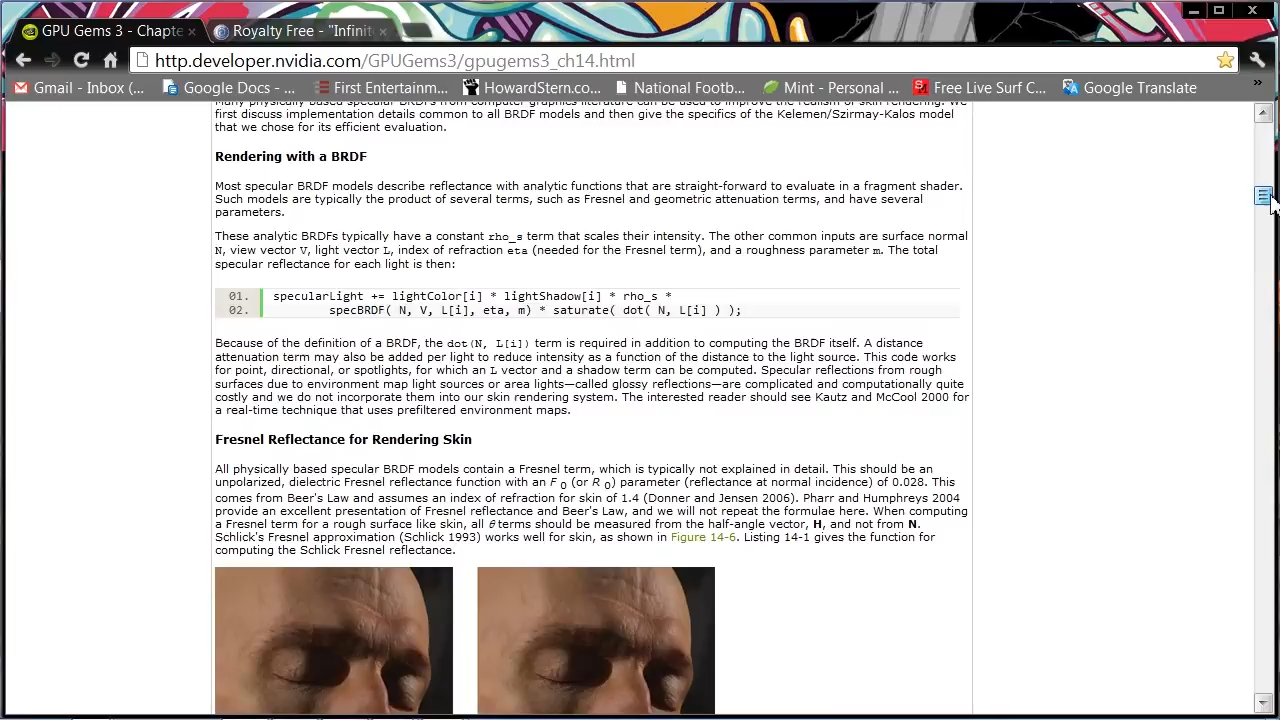 GPU Gems 3 - Chapte
Royalty Free - "Infinit
http.developer.nvidia.com/GPUGems3/gpugems3_ch14.html
Gmail - Inbox (...
Google Docs - ...
First Entertainm...
HowardStern.co...
National Footb...
Mint - Personal ...
Free Live Surf C...
Google Translate
»
Many physically based specular BRDFs from computer graphics literature can be used to improve the realism of skin rendering. We
first discuss implementation details common to all BRDF models and then give the specifics of the Kelemen/Szirmay-Kalos model
that we chose for its efficient evaluation.
Rendering with a BRDF
Most specular BRDF models describe reflectance with analytic functions that are straight-forward to evaluate in a fragment shader.
Such models are typically the product of several terms, such as Fresnel and geometric attenuation terms, and have several
parameters.
These analytic BRDFs typically have a constant rho_s term that scales their intensity. The other common inputs are surface normal
N, view vector V, light vector L, index of refraction eta (needed for the Fresnel term), and a roughness parameter m. The total
specular reflectance for each light is then:
01. specularLight += lightColor[i] * lightShadow[i] * rho_s *
02. specBRDF( N, V, L[i], eta, m) * saturate( dot( N, L[i] ) );
Because of the definition of a BRDF, the dot(N, L[i]) term is required in addition to computing the BRDF itself. A distance
attenuation term may also be added per light to reduce intensity as a function of the distance to the light source. This code works
for point, directional, or spotlights, for which an L vector and a shadow term can be computed. Specular reflections from rough
surfaces due to environment map light sources or area lights—called glossy reflections—are complicated and computationally quite
costly and we do not incorporate them into our skin rendering system. The interested reader should see Kautz and McCool 2000 for
a real-time technique that uses prefiltered environment maps.
Fresnel Reflectance for Rendering Skin
All physically based specular BRDF models contain a Fresnel term, which is typically not explained in detail. This should be an
unpolarized, dielectric Fresnel reflectance function with an F 0 (or R 0) parameter (reflectance at normal incidence) of 0.028. This
comes from Beer's Law and assumes an index of refraction for skin of 1.4 (Donner and Jensen 2006). Pharr and Humphreys 2004
provide an excellent presentation of Fresnel reflectance and Beer's Law, and we will not repeat the formulae here. When computing
a Fresnel term for a rough surface like skin, all θ terms should be measured from the half-angle vector, H, and not from N.
Schlick's Fresnel approximation (Schlick 1993) works well for skin, as shown in Figure 14-6. Listing 14-1 gives the function for
computing the Schlick Fresnel reflectance.